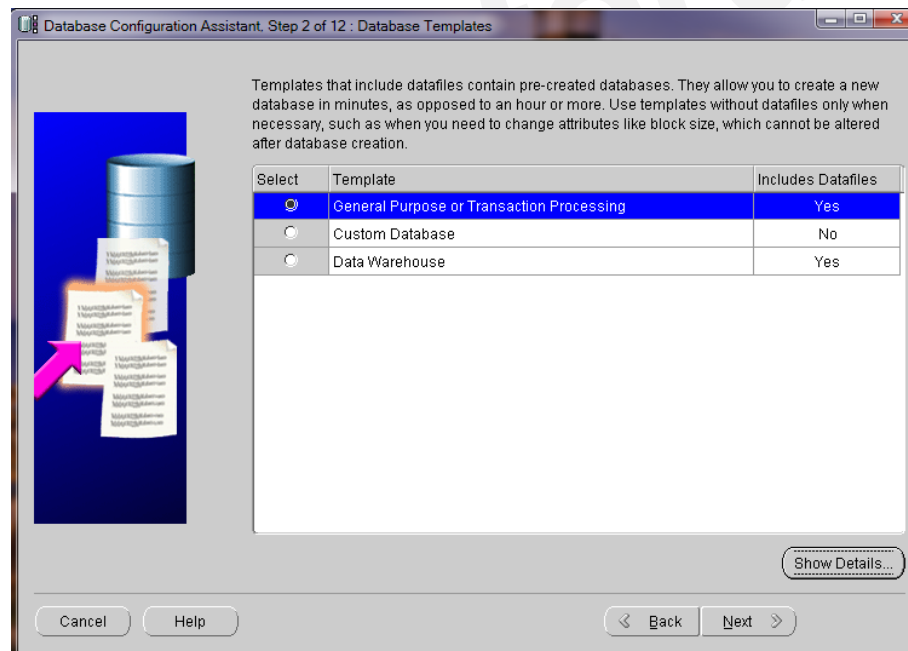 Database Configuration Assistant, Step 2 of 12 : Database Templates
Templates that include datafiles contain pre-created databases. They allow you to create a new
database in minutes, as opposed to an hour or more. Use templates without datafiles only when
necessary, such as when you need to change attributes like block size, which cannot be altered
after database creation.
Select Template Includes Datafiles
General Purpose or Transaction Processing Yes
Custom Database No
Data Warehouse Yes
Show Details...
Cancel Help Back Next